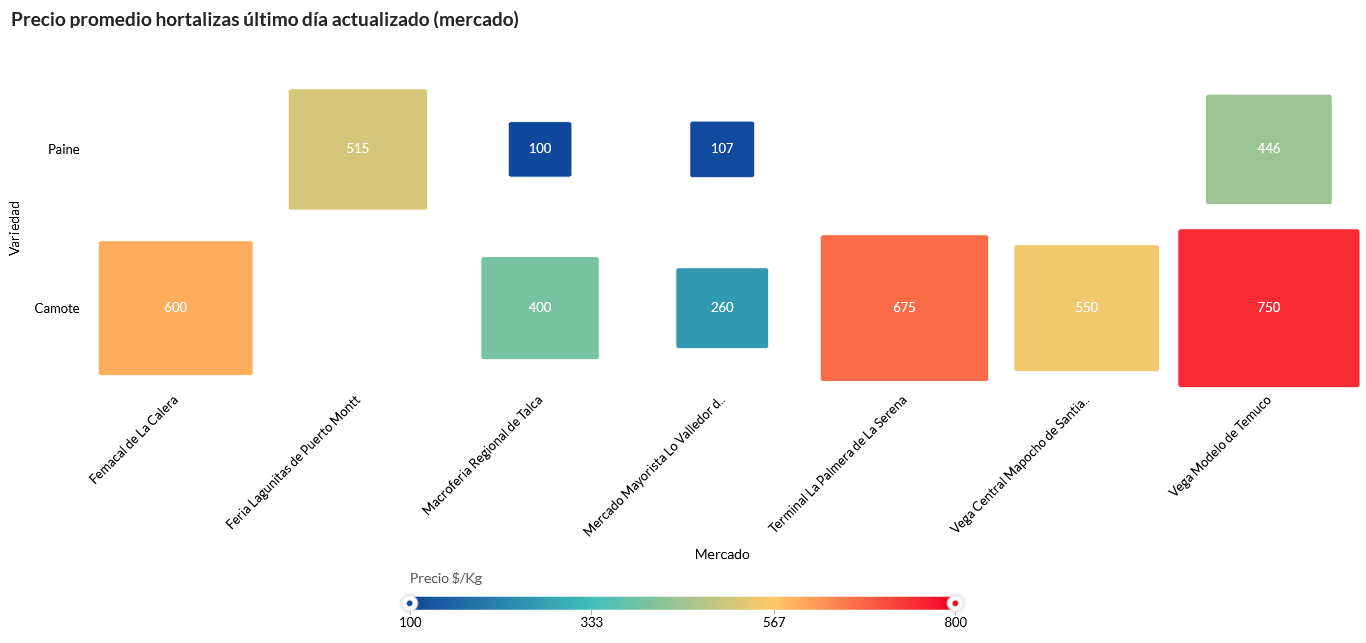 Precio promedio hortalizas último día actualizado (mercado)
Variedad
Paine
515
100
107
446
Camote
600
400
260
675
550
750
Femacal de La Calera
Feria Lagunitas de Puerto Montt
Macroferia Regional de Talca
Mercado Mayorista Lo Valledor d..
Terminal La Palmera de La Serena
Vega Central Mapocho de Santia..
Vega Modelo de Temuco
Mercado
Precio $/Kg
100 333 567 800